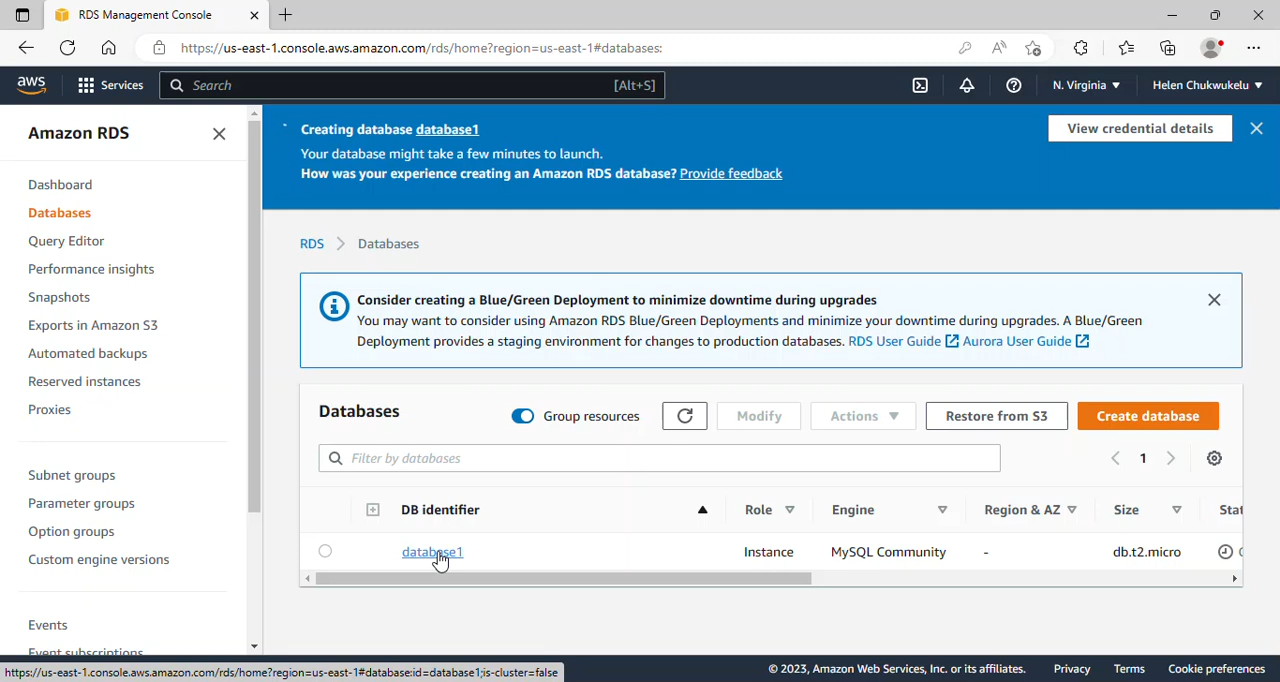 RDS Management Console
https://us-east-1.console.aws.amazon.com/rds/home?region=us-east-1#databases:
aws
Services
Search
[Alt+S]
N. Virginia
Helen Chukwukelu
Amazon RDS
Dashboard
Databases
Query Editor
Performance insights
Snapshots
Exports in Amazon S3
Automated backups
Reserved instances
Proxies
Subnet groups
Parameter groups
Option groups
Custom engine versions
Events
Event subscriptions
Creating database database1
View credential details
Your database might take a few minutes to launch.
How was your experience creating an Amazon RDS database? Provide feedback
RDS > Databases
Consider creating a Blue/Green Deployment to minimize downtime during upgrades
You may want to consider using Amazon RDS Blue/Green Deployments and minimize your downtime during upgrades. A Blue/Green
Deployment provides a staging environment for changes to production databases. RDS User Guide Aurora User Guide
Databases
Group resources
Modify
Actions
Restore from S3
Create database
Filter by databases
1
DB identifier
Role
Engine
Region & AZ
Size
Stat
database1
Instance
MySQL Community
-
db.t2.micro
https://us-east-1.console.aws.amazon.com/rds/home?region=us-east-1#database:id=database1;is-cluster=false
© 2023, Amazon Web Services, Inc. or its affiliates.
Privacy
Terms
Cookie preferences